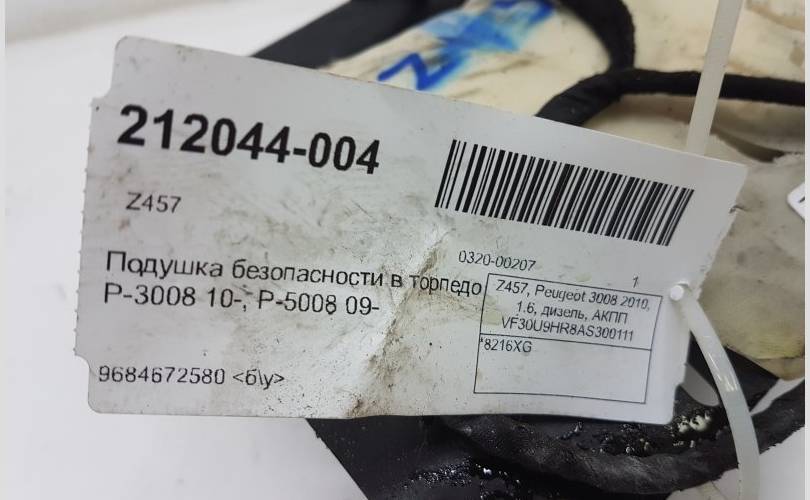 212044-004
Z457
0320-00207
1
Подушка безопасности в торпедо
P-3008 10-, P-5008 09-
Z457, Peugeot 3008 2010,
1.6, дизель, АКПП
VF30U9HR8AS300111
*8216XG
9684672580 <б\у>